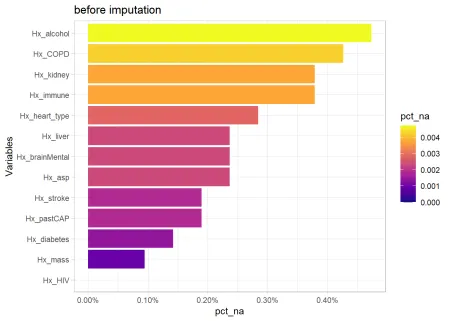 before imputation
Hx_alcohol
Hx_COPD
Hx_kidney
Hx_immune
Hx_heart_type
Hx_liver
Hx_brainMental
Hx_asp
Hx_stroke
Hx_pastCAP
Hx_diabetes
Hx_mass
Hx_HIV
Variables
0.00% 0.10% 0.20% 0.30% 0.40%
pct_na
pct_na
0.004
0.003
0.002
0.001
0.000